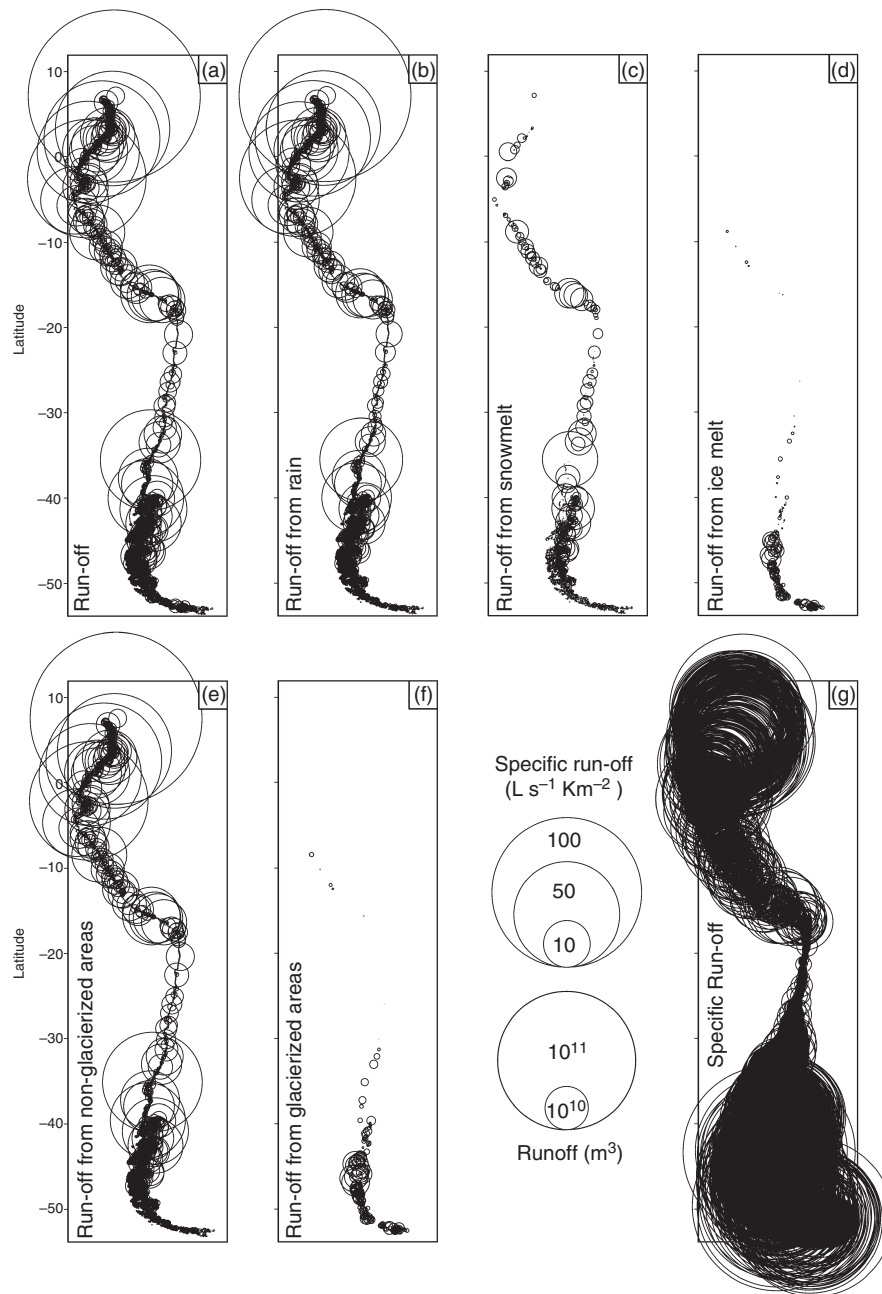 (a)
(b)
(c)
(d)
10
0
−10
−20
−30
−40
−50
Latitude
Run-off
Run-off from rain
Run-off from snowmelt
Run-off from ice melt
(e)
(f)
(g)
10
0
−10
−20
−30
−40
−50
Latitude
Run-off from non-glacierized areas
Run-off from glacierized areas
Specific run-off
(L s⁻¹ Km⁻² )
100
50
10
10¹¹
10¹⁰
Runoff (m³)
Specific Run-off